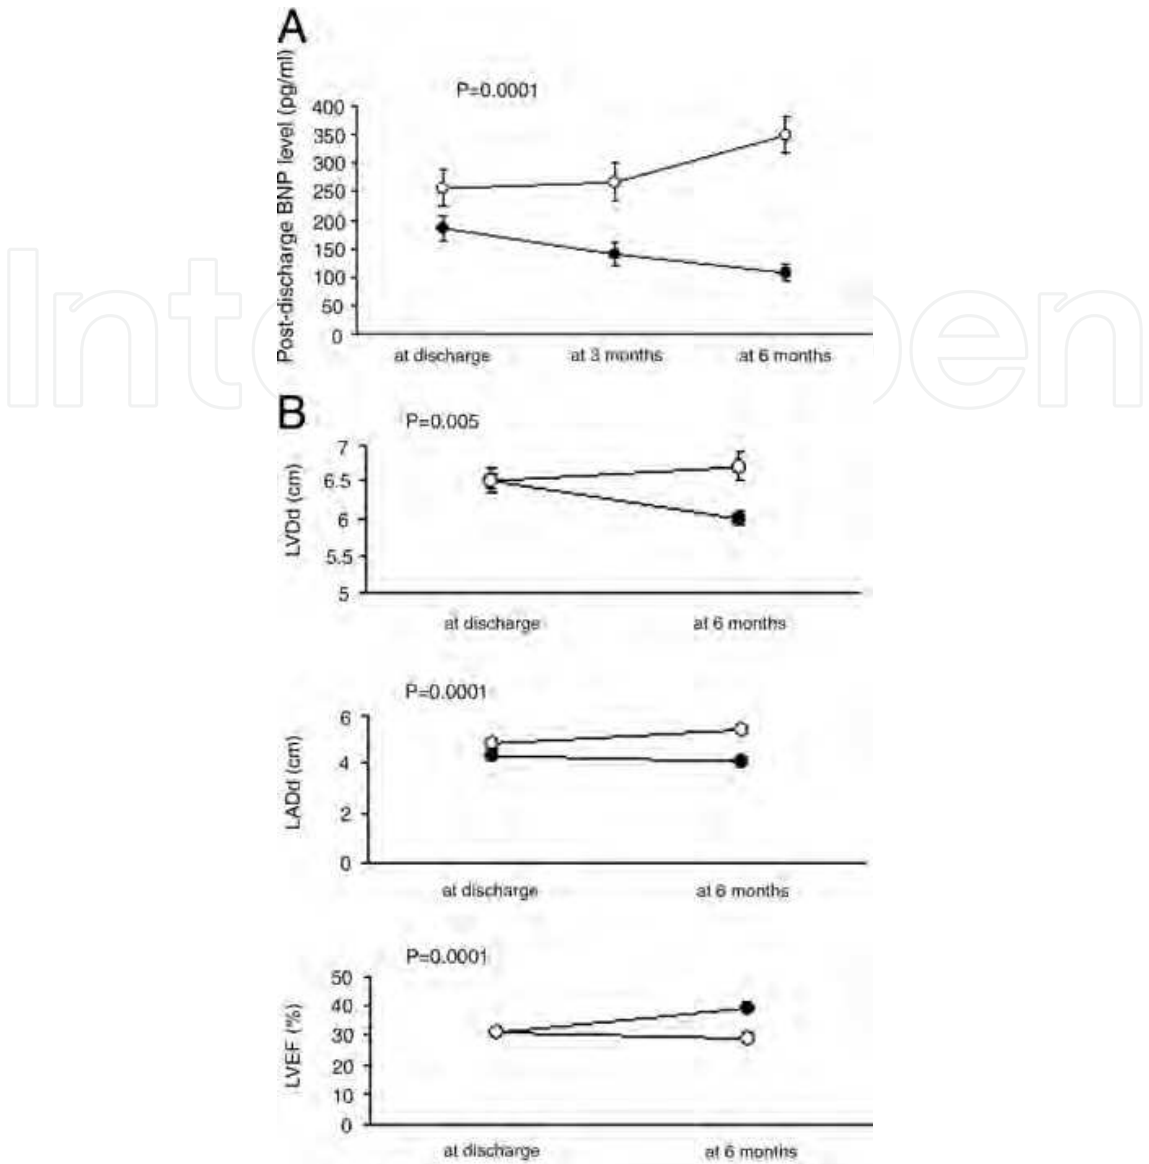 A
Post-discharge BNP level (pg/ml)
P=0.0001
400
350
300
250
200
150
100
50
0
at discharge
at 3 months
at 6 months
B
P=0.005
LVDd (cm)
7
6.5
6
5.5
5
at discharge
at 6 months
P=0.0001
LADd (cm)
6
4
2
0
at discharge
at 6 months
P=0.0001
LVEF (%)
50
40
30
20
10
0
at discharge
at 6 months